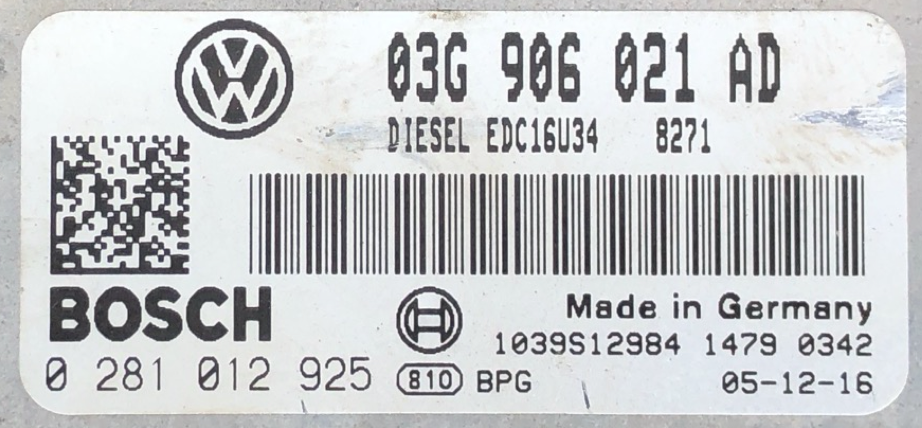 03G 906 021 AD
DIESEL EDC16U34 8271
BOSCH
Made in Germany
1039S12984 1479 0342
0 281 012 925 810 BPG 05-12-16